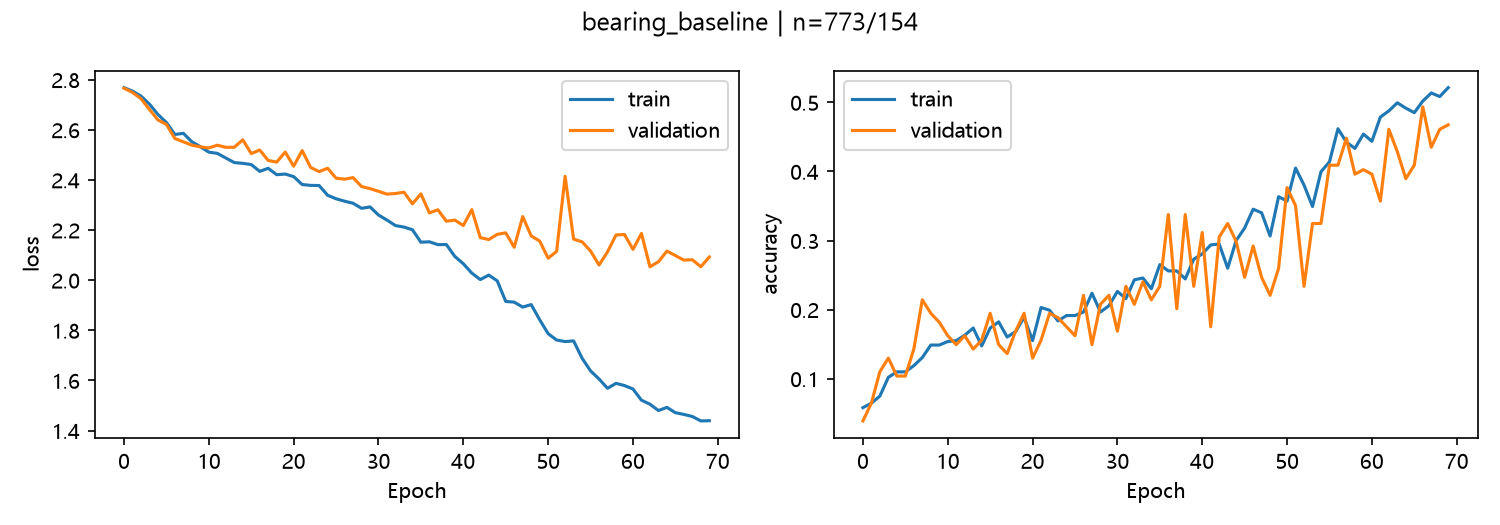 bearing_baseline | n=773/154
2.8
2.6
2.4
2.2
2.0
1.8
1.6
1.4
loss
0 10 20 30 40 50 60 70
Epoch
train
validation
0.5
0.4
0.3
0.2
0.1
accuracy
0 10 20 30 40 50 60 70
Epoch
train
validation